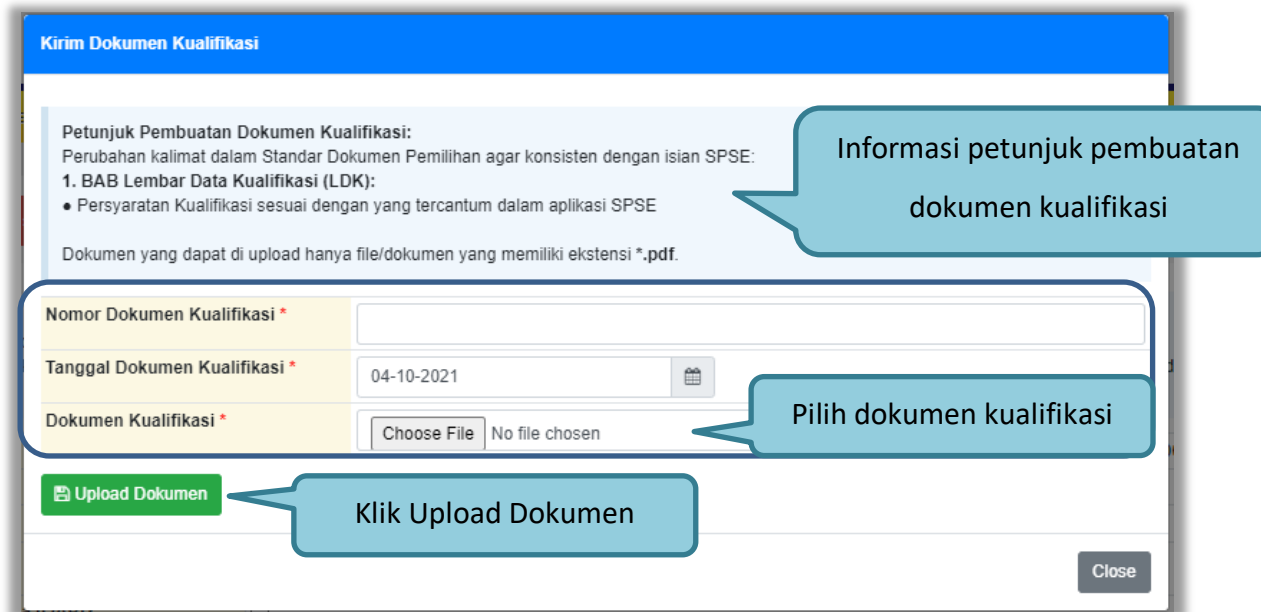 Kirim Dokumen Kualifikasi
Petunjuk Pembuatan Dokumen Kualifikasi:
Perubahan kalimat dalam Standar Dokumen Pemilihan agar konsisten dengan isian SPSE:
1. BAB Lembar Data Kualifikasi (LDK):
● Persyaratan Kualifikasi sesuai dengan yang tercantum dalam aplikasi SPSE
Dokumen yang dapat di upload hanya file/dokumen yang memiliki ekstensi *.pdf.
Informasi petunjuk pembuatan
dokumen kualifikasi
Nomor Dokumen Kualifikasi *
Tanggal Dokumen Kualifikasi *
04-10-2021
Dokumen Kualifikasi *
Choose File No file chosen
Pilih dokumen kualifikasi
Upload Dokumen
Klik Upload Dokumen
Close